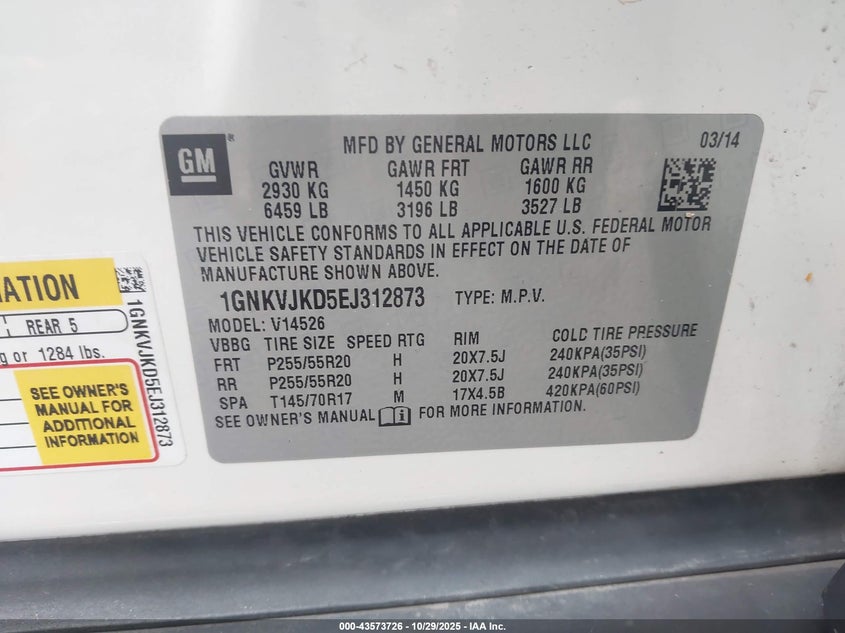 GM
MFD BY GENERAL MOTORS LLC
03/14
GVWR GAWR FRT GAWR RR
2930 KG 1450 KG 1600 KG
6459 LB 3196 LB 3527 LB
THIS VEHICLE CONFORMS TO ALL APPLICABLE U.S. FEDERAL MOTOR
VEHICLE SAFETY STANDARDS IN EFFECT ON THE DATE OF
MANUFACTURE SHOWN ABOVE.
1GNKVJKD5EJ312873 TYPE: M.P.V.
MODEL: V14526
VBBG TIRE SIZE SPEED RTG RIM COLD TIRE PRESSURE
FRT P255/55R20 H 20X7.5J 240KPA(35PSI)
RR P255/55R20 H 20X7.5J 240KPA(35PSI)
SPA T145/70R17 M 17X4.5B 420KPA(60PSI)
SEE OWNER'S MANUAL FOR MORE INFORMATION.
REAR 5
or 1284 lbs.
SEE OWNER'S
MANUAL FOR
ADDITIONAL
INFORMATION
1GNKVJKD5EJ312873
000-43573726 - 10/29/2025 - IAA Inc.